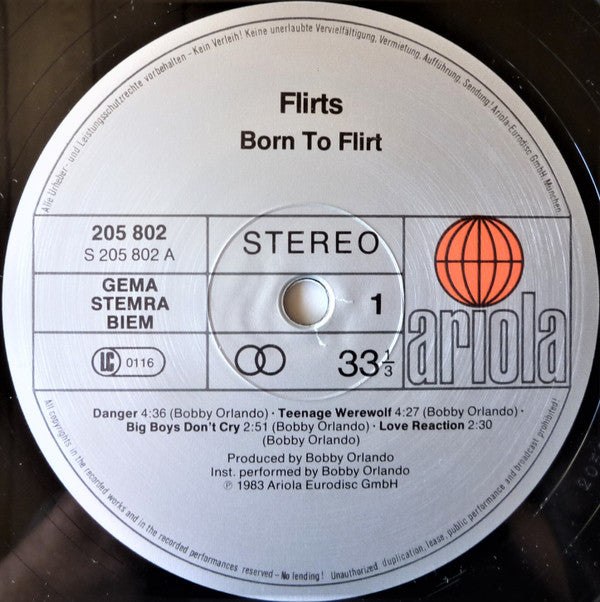 Alle Urheber- und Leistungsschutzrechte vorbehalten – Kein Verleih! Keine unerlaubte Vervielfältigung, Vermietung, Aufführung, Sendung! Ariola-Eurodisc GmbH München.
Flirts
Born To Flirt
205 802
S 205 802 A
STEREO
GEMA
STEMRA
BIEM
1
ariola
LC 0116
33 1/3
Danger 4:36 (Bobby Orlando) · Teenage Werewolf 4:27 (Bobby Orlando) ·
Big Boys Don't Cry 2:51 (Bobby Orlando) · Love Reaction 2:30
(Bobby Orlando)
Produced by Bobby Orlando
Inst. performed by Bobby Orlando
℗ 1983 Ariola Eurodisc GmbH
All copyrights in the recorded works and in the recorded performances reserved – No lending! Unauthorized duplication, lease, public performance and broadcast prohibited!